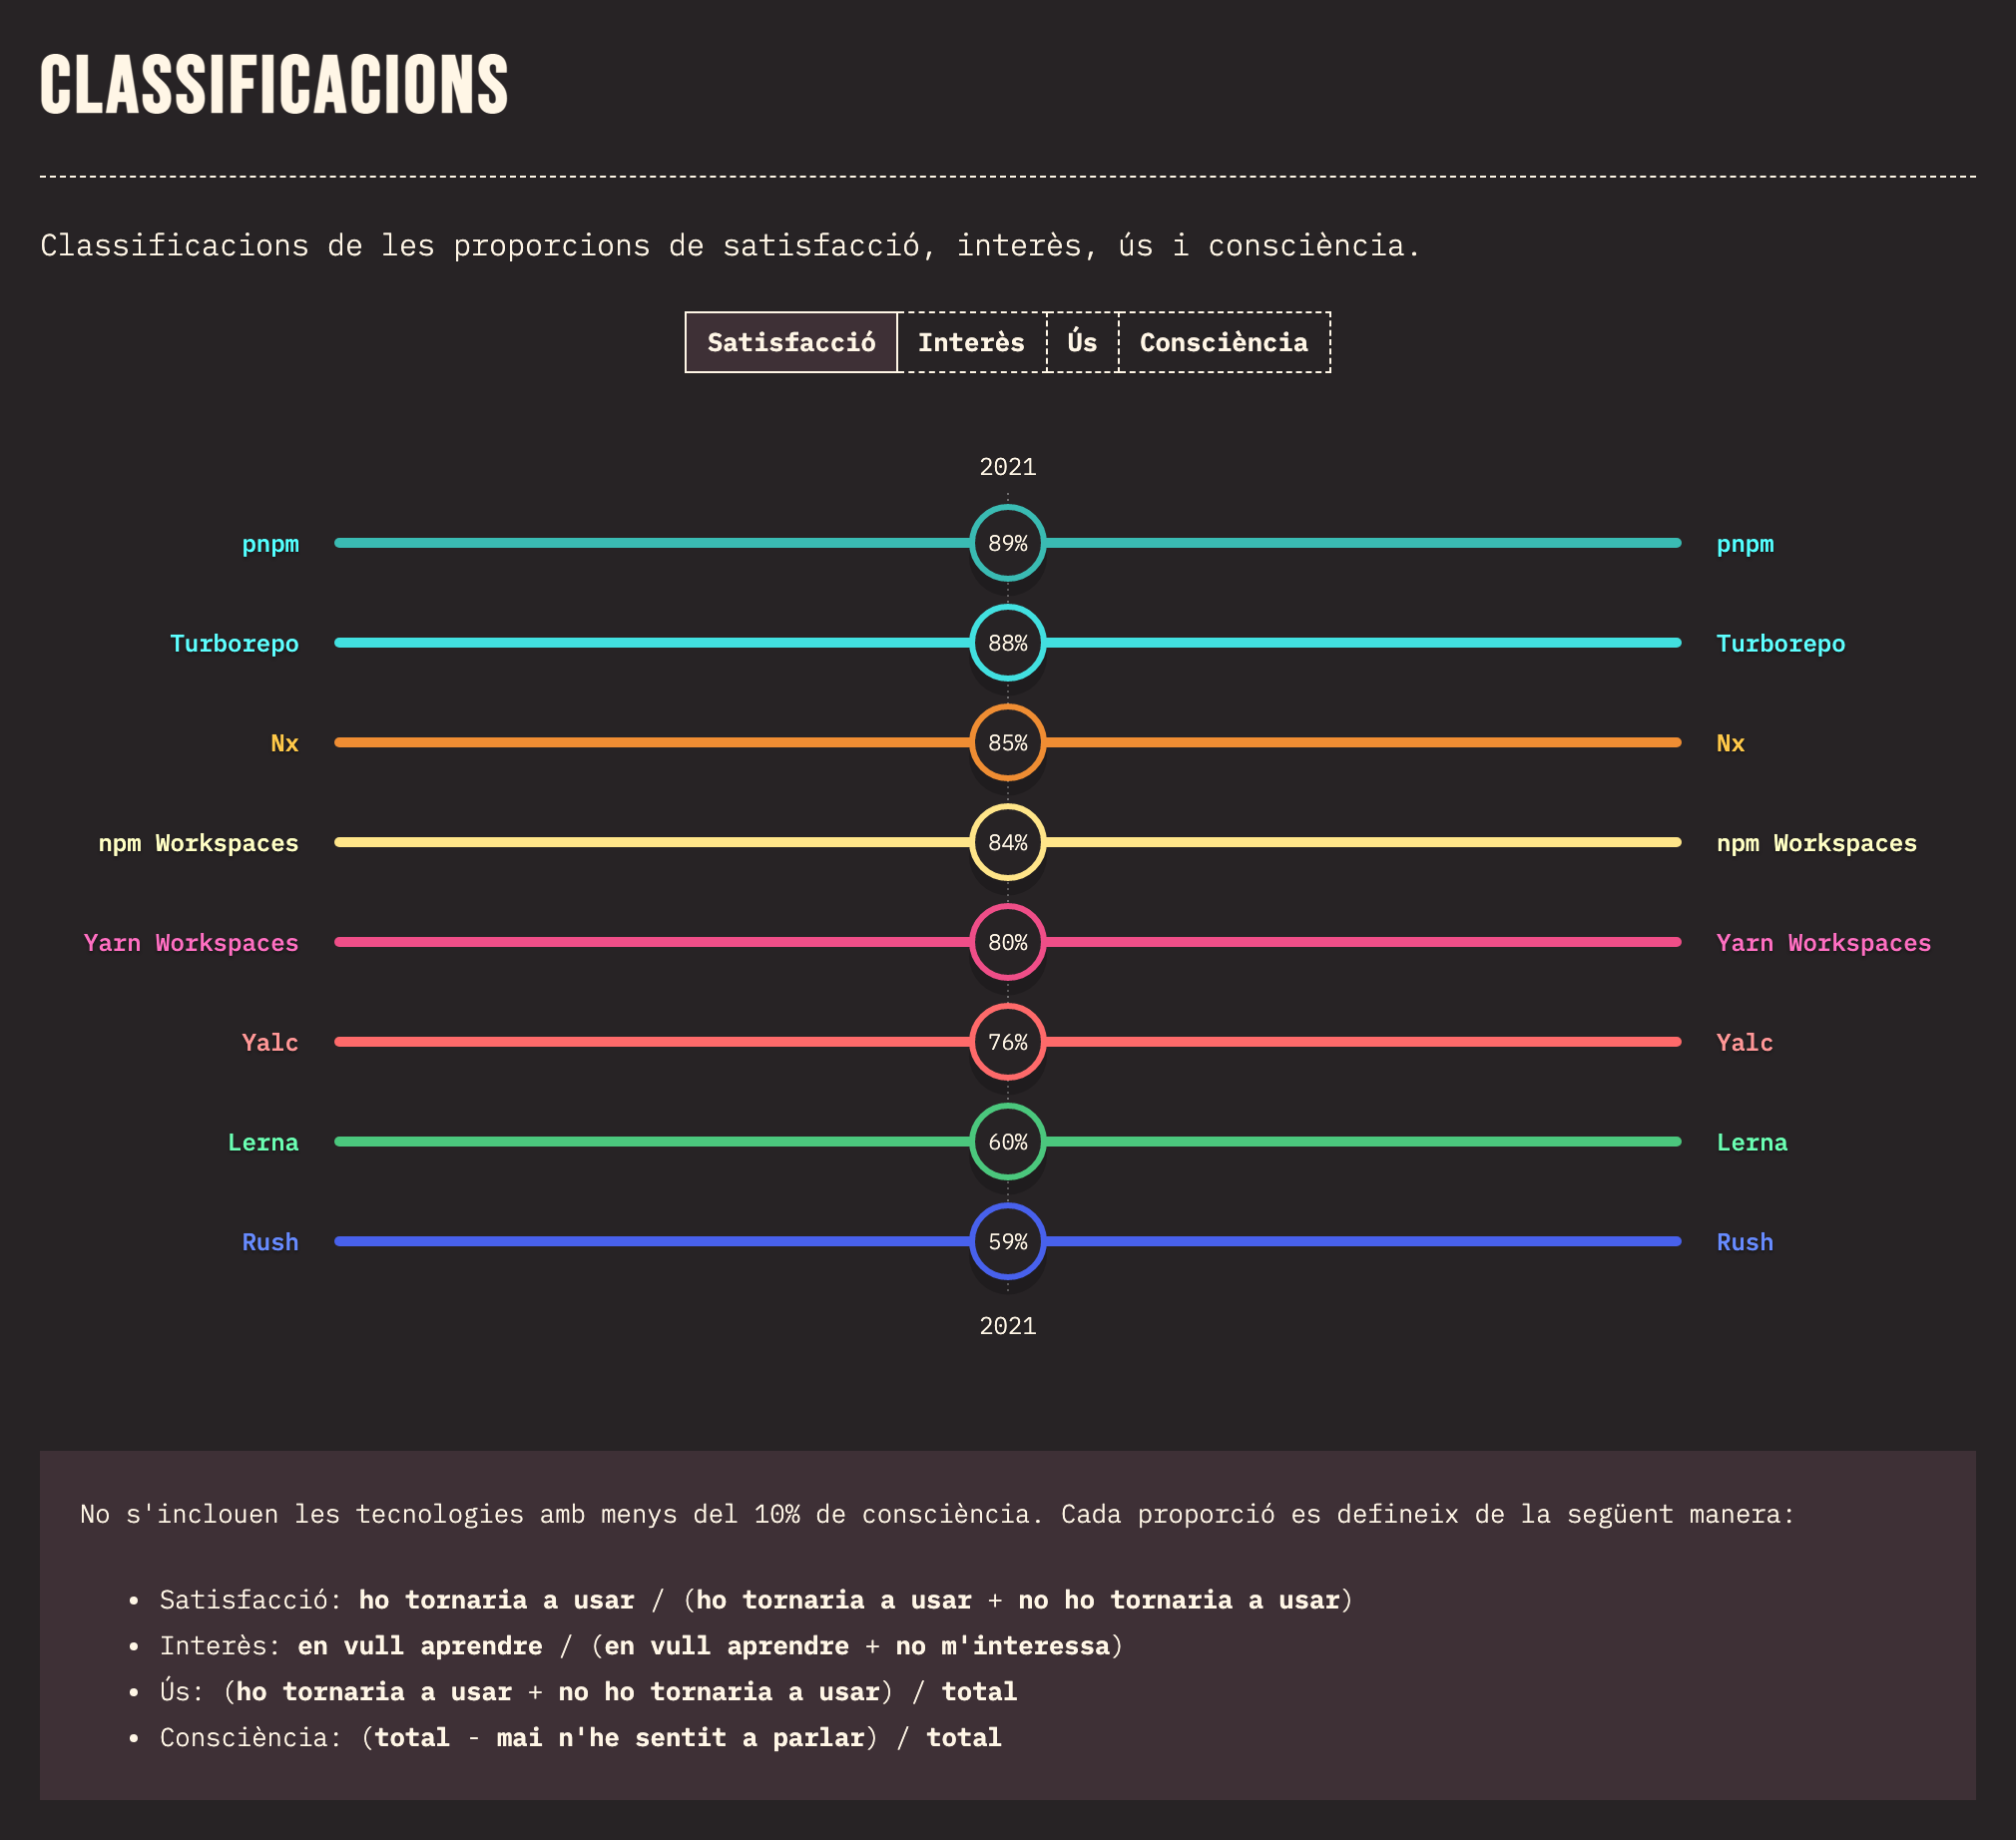 CLASSIFICACIONS
Classificacions de les proporcions de satisfacció, interès, ús i consciència.
Satisfacció Interès Ús Consciència
2021
pnpm 89% pnpm
Turborepo 88% Turborepo
Nx 85% Nx
npm Workspaces 84% npm Workspaces
Yarn Workspaces 80% Yarn Workspaces
Yalc 76% Yalc
Lerna 60% Lerna
Rush 59% Rush
2021
No s'inclouen les tecnologies amb menys del 10% de consciència. Cada proporció es defineix de la següent manera:
• Satisfacció: ho tornaria a usar / (ho tornaria a usar + no ho tornaria a usar)
• Interès: en vull aprendre / (en vull aprendre + no m'interessa)
• Ús: (ho tornaria a usar + no ho tornaria a usar) / total
• Consciència: (total - mai n'he sentit a parlar) / total